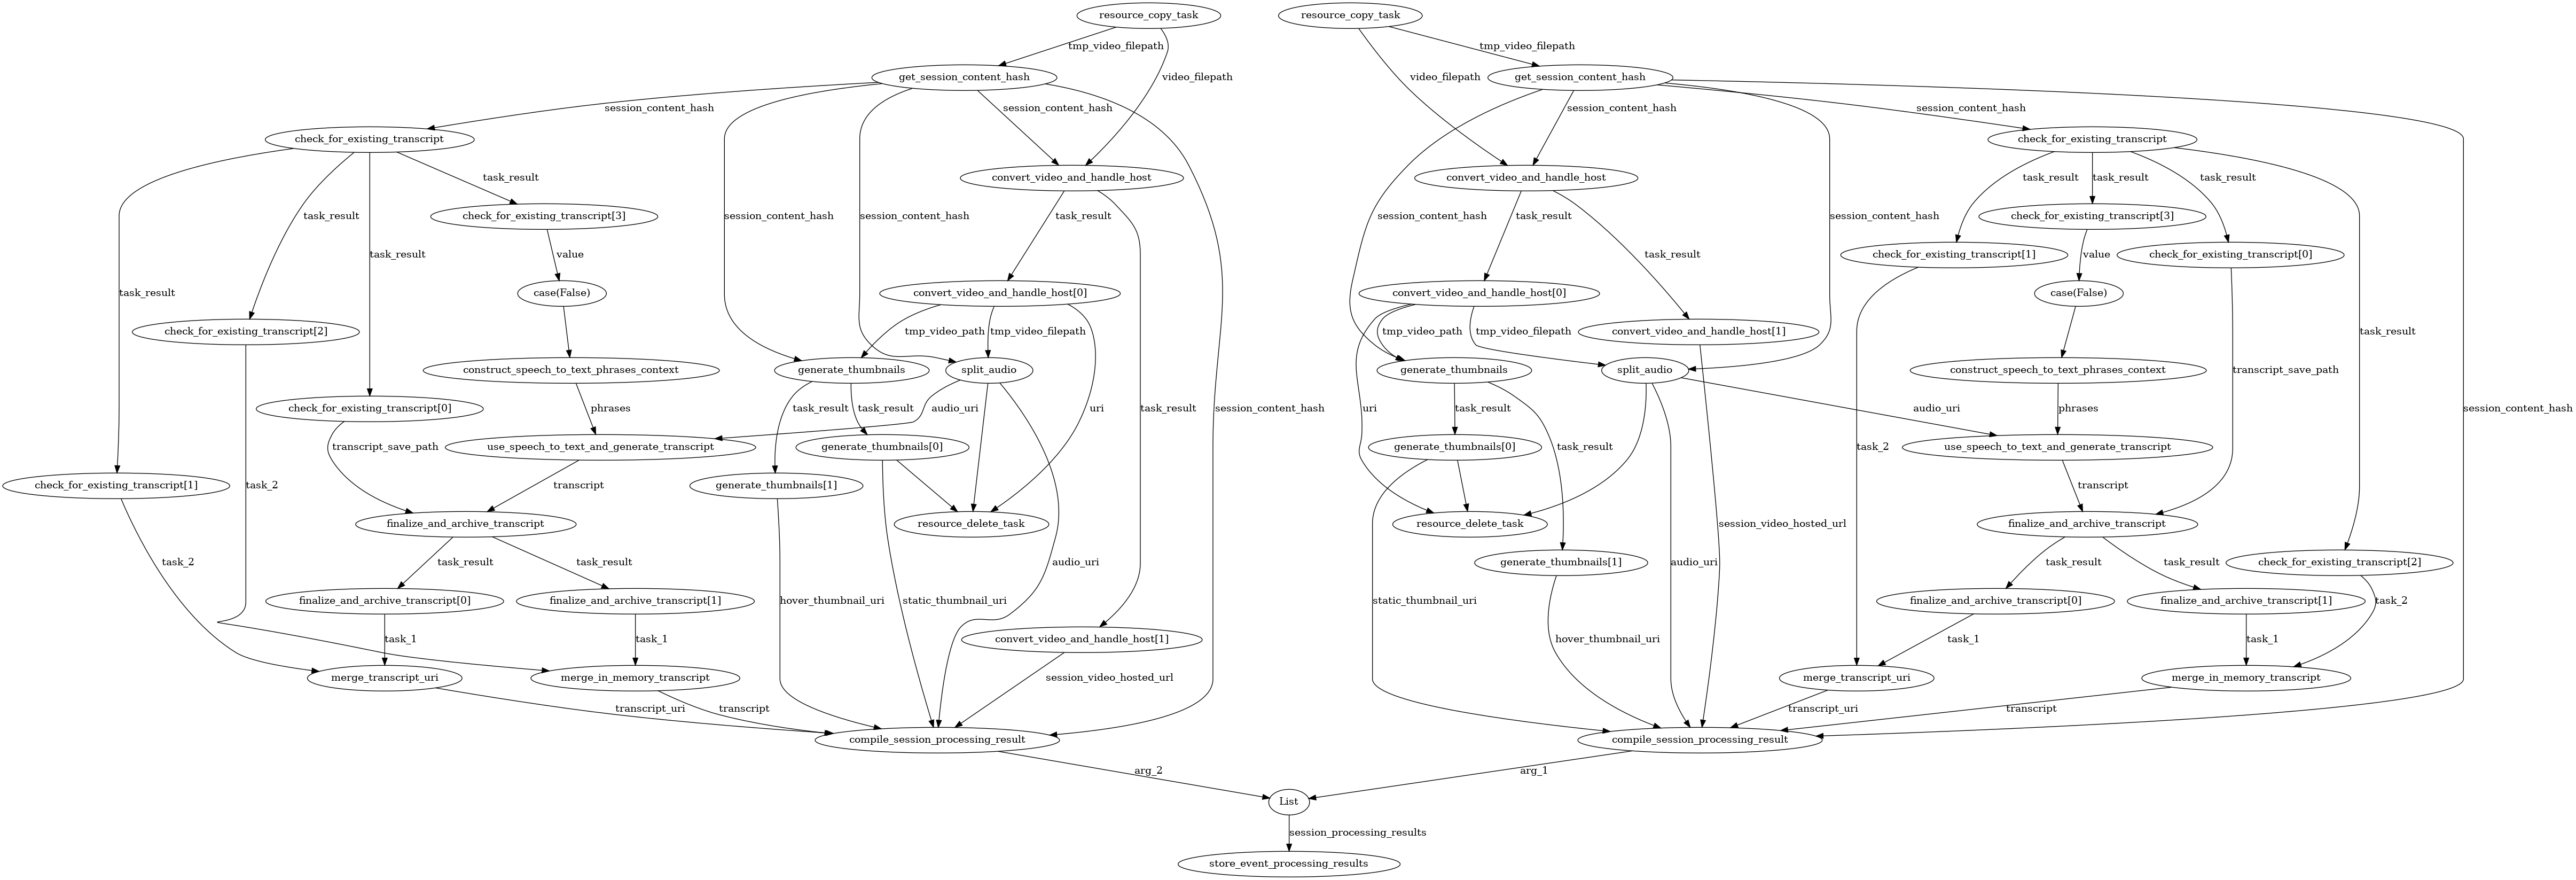 resource_copy_task
resource_copy_task
tmp_video_filepath
tmp_video_filepath
get_session_content_hash
video_filepath
video_filepath
get_session_content_hash
session_content_hash
session_content_hash
session_content_hash
session_content_hash
check_for_existing_transcript
check_for_existing_transcript
task_result
convert_video_and_handle_host
convert_video_and_handle_host
task_result
task_result
task_result
task_result
check_for_existing_transcript[3]
session_content_hash
session_content_hash
task_result
session_content_hash
task_result
session_content_hash
check_for_existing_transcript[3]
task_result
value
task_result
check_for_existing_transcript[1]
value
check_for_existing_transcript[0]
task_result
case(False)
convert_video_and_handle_host[0]
convert_video_and_handle_host[0]
case(False)
check_for_existing_transcript[2]
tmp_video_path
tmp_video_filepath
tmp_video_path
tmp_video_filepath
convert_video_and_handle_host[1]
task_result
construct_speech_to_text_phrases_context
generate_thumbnails
split_audio
generate_thumbnails
split_audio
construct_speech_to_text_phrases_context
transcript_save_path
check_for_existing_transcript[0]
phrases
task_result
task_result
audio_uri
uri
task_result
session_content_hash
uri
task_result
audio_uri
phrases
session_content_hash
transcript_save_path
use_speech_to_text_and_generate_transcript
generate_thumbnails[0]
generate_thumbnails[0]
task_result
task_2
use_speech_to_text_and_generate_transcript
check_for_existing_transcript[1]
task_2
transcript
generate_thumbnails[1]
transcript
finalize_and_archive_transcript
resource_delete_task
resource_delete_task
session_video_hosted_url
finalize_and_archive_transcript
task_2
task_result
task_result
audio_uri
generate_thumbnails[1]
audio_uri
task_result
task_result
check_for_existing_transcript[2]
finalize_and_archive_transcript[0]
finalize_and_archive_transcript[1]
hover_thumbnail_uri
static_thumbnail_uri
static_thumbnail_uri
finalize_and_archive_transcript[0]
finalize_and_archive_transcript[1]
task_2
task_1
task_1
convert_video_and_handle_host[1]
hover_thumbnail_uri
task_1
task_1
merge_transcript_uri
merge_in_memory_transcript
session_video_hosted_url
merge_transcript_uri
merge_in_memory_transcript
transcript_uri
transcript
transcript_uri
transcript
compile_session_processing_result
compile_session_processing_result
arg_2
arg_1
List
session_processing_results
store_event_processing_results